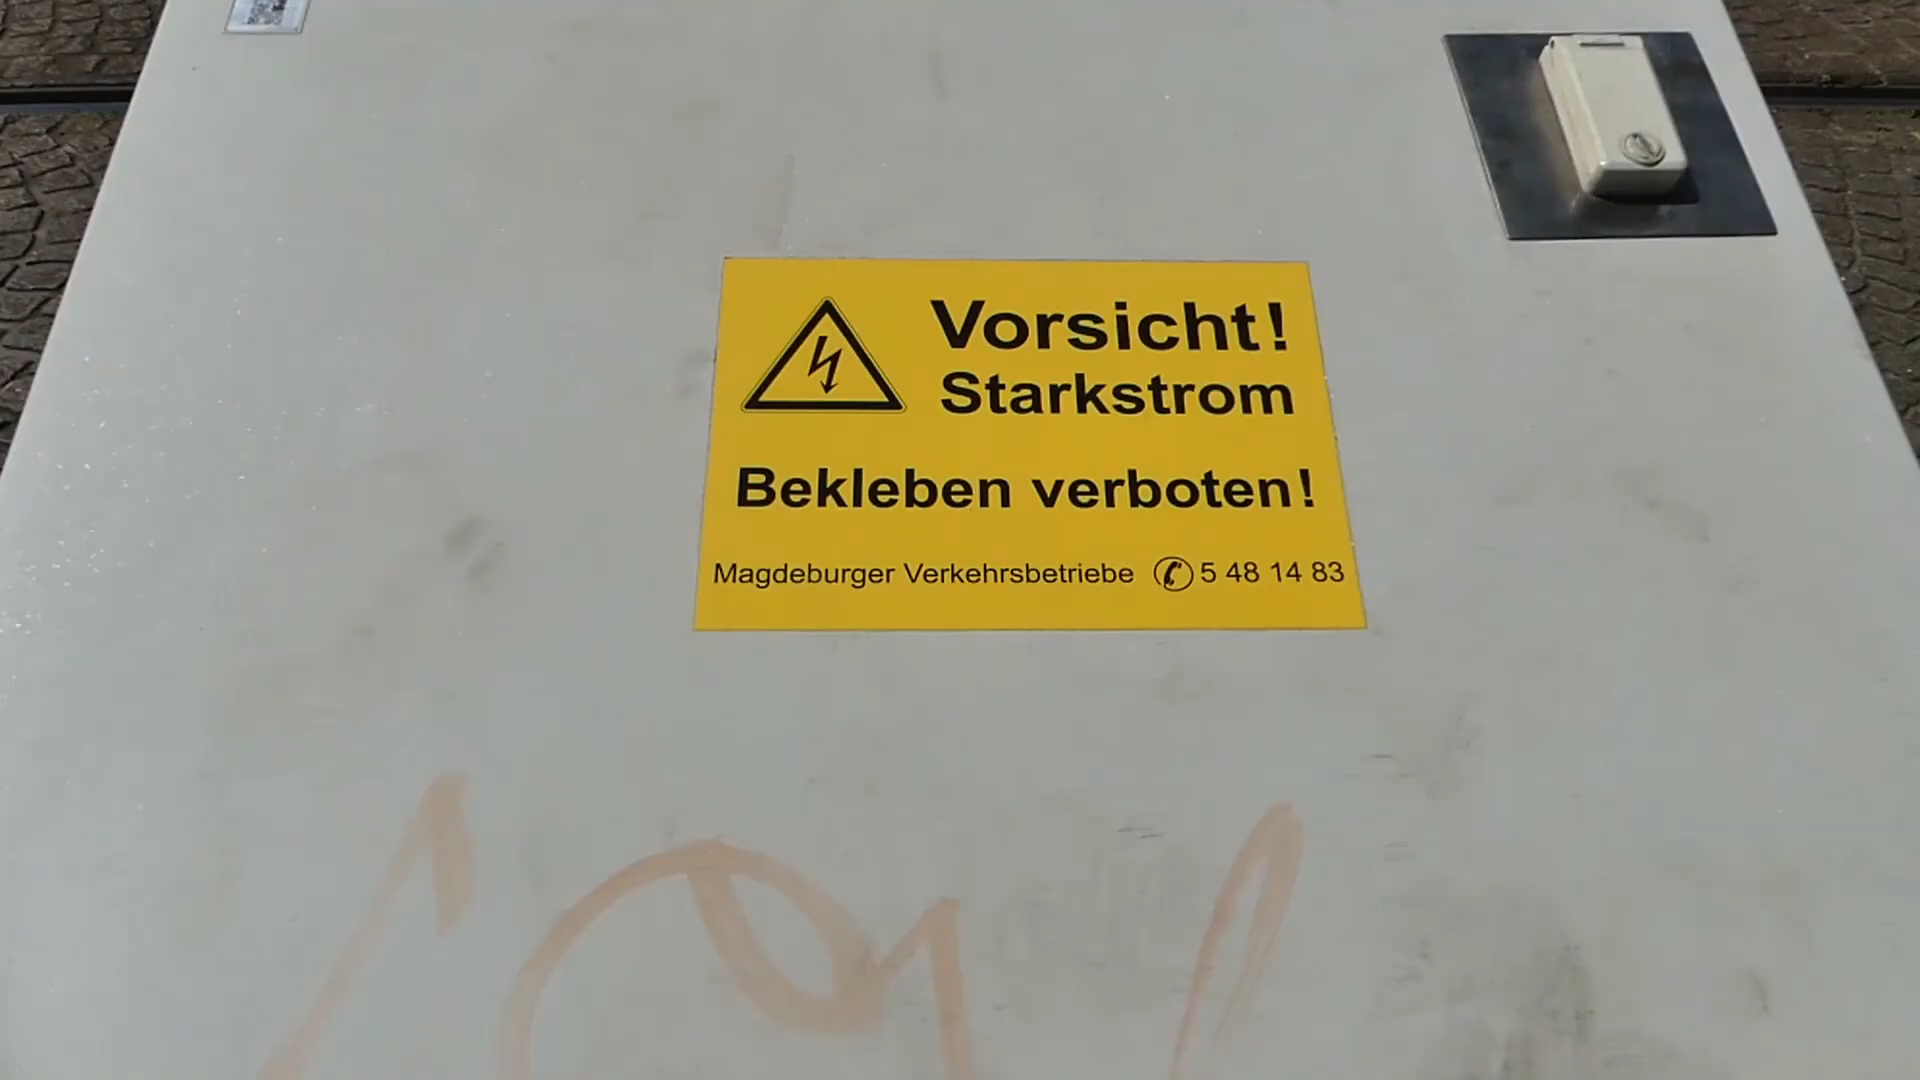 Vorsicht!
Starkstrom
Bekleben verboten!
Magdeburger Verkehrsbetriebe ✆ 5 48 14 83